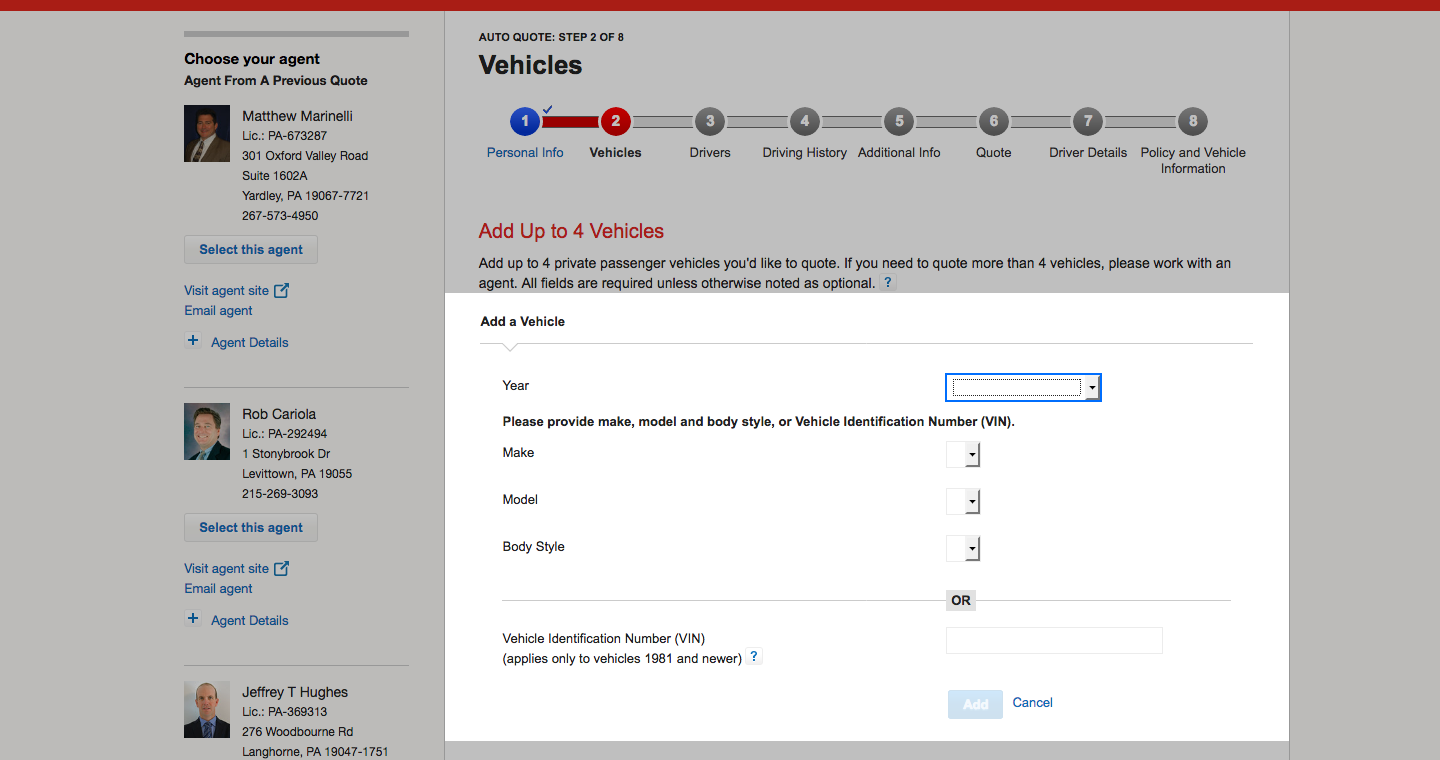 Choose your agent
Agent From A Previous Quote
Matthew Marinelli
Lic.: PA-673287
301 Oxford Valley Road
Suite 1602A
Yardley, PA 19067-7721
267-573-4950
Select this agent
Visit agent site
Email agent
+ Agent Details
Rob Cariola
Lic.: PA-292494
1 Stonybrook Dr
Levittown, PA 19055
215-269-3093
Select this agent
Visit agent site
Email agent
+ Agent Details
Jeffrey T Hughes
Lic.: PA-369313
276 Woodbourne Rd
Langhorne, PA 19047-1751
AUTO QUOTE: STEP 2 OF 8
Vehicles
1 2 3 4 5 6 7 8
Personal Info Vehicles Drivers Driving History Additional Info Quote Driver Details Policy and Vehicle
Information
Add Up to 4 Vehicles
Add up to 4 private passenger vehicles you'd like to quote. If you need to quote more than 4 vehicles, please work with an
agent. All fields are required unless otherwise noted as optional. ?
Add a Vehicle
Year
Please provide make, model and body style, or Vehicle Identification Number (VIN).
Make
Model
Body Style
OR
Vehicle Identification Number (VIN)
(applies only to vehicles 1981 and newer) ?
Add Cancel